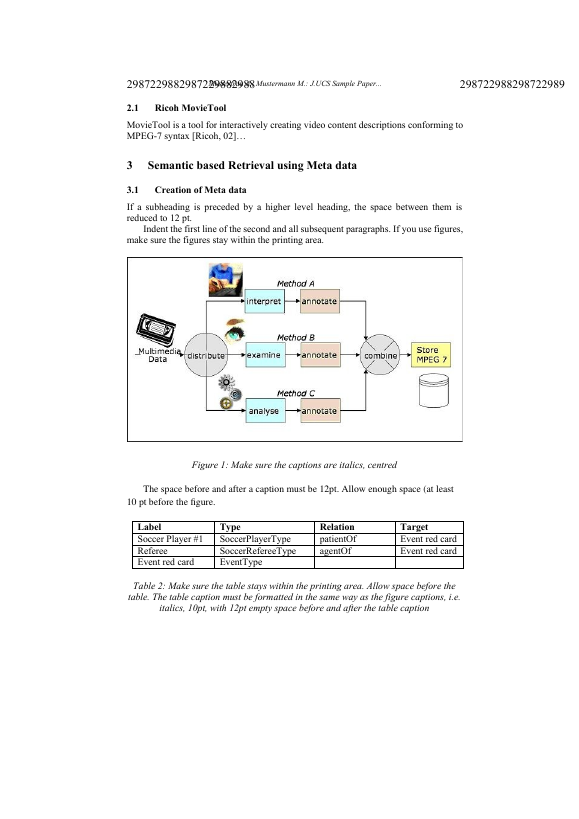 Mustermann M.: J.UCS Sample Paper...
2.1 Ricoh MovieTool
MovieTool is a tool for interactively creating video content descriptions conforming to
MPEG-7 syntax [Ricoh, 02]…
3 Semantic based Retrieval using Meta data
3.1 Creation of Meta data
If a subheading is preceded by a higher level heading, the space between them is
reduced to 12 pt.
Indent the first line of the second and all subsequent paragraphs. If you use figures,
make sure the figures stay within the printing area.
Method A
interpret annotate
Method B
Multimedia
Data
distribute examine annotate combine
Store
MPEG 7
Method C
analyse annotate
Figure 1: Make sure the captions are italics, centred
The space before and after a caption must be 12pt. Allow enough space (at least
10 pt before the figure.
Label Type Relation Target
Soccer Player #1 SoccerPlayerType patientOf Event red card
Referee SoccerRefereeType agentOf Event red card
Event red card EventType
Table 2: Make sure the table stays within the printing area. Allow space before the
table. The table caption must be formatted in the same way as the figure captions, i.e.
italics, 10pt, with 12pt empty space before and after the table caption